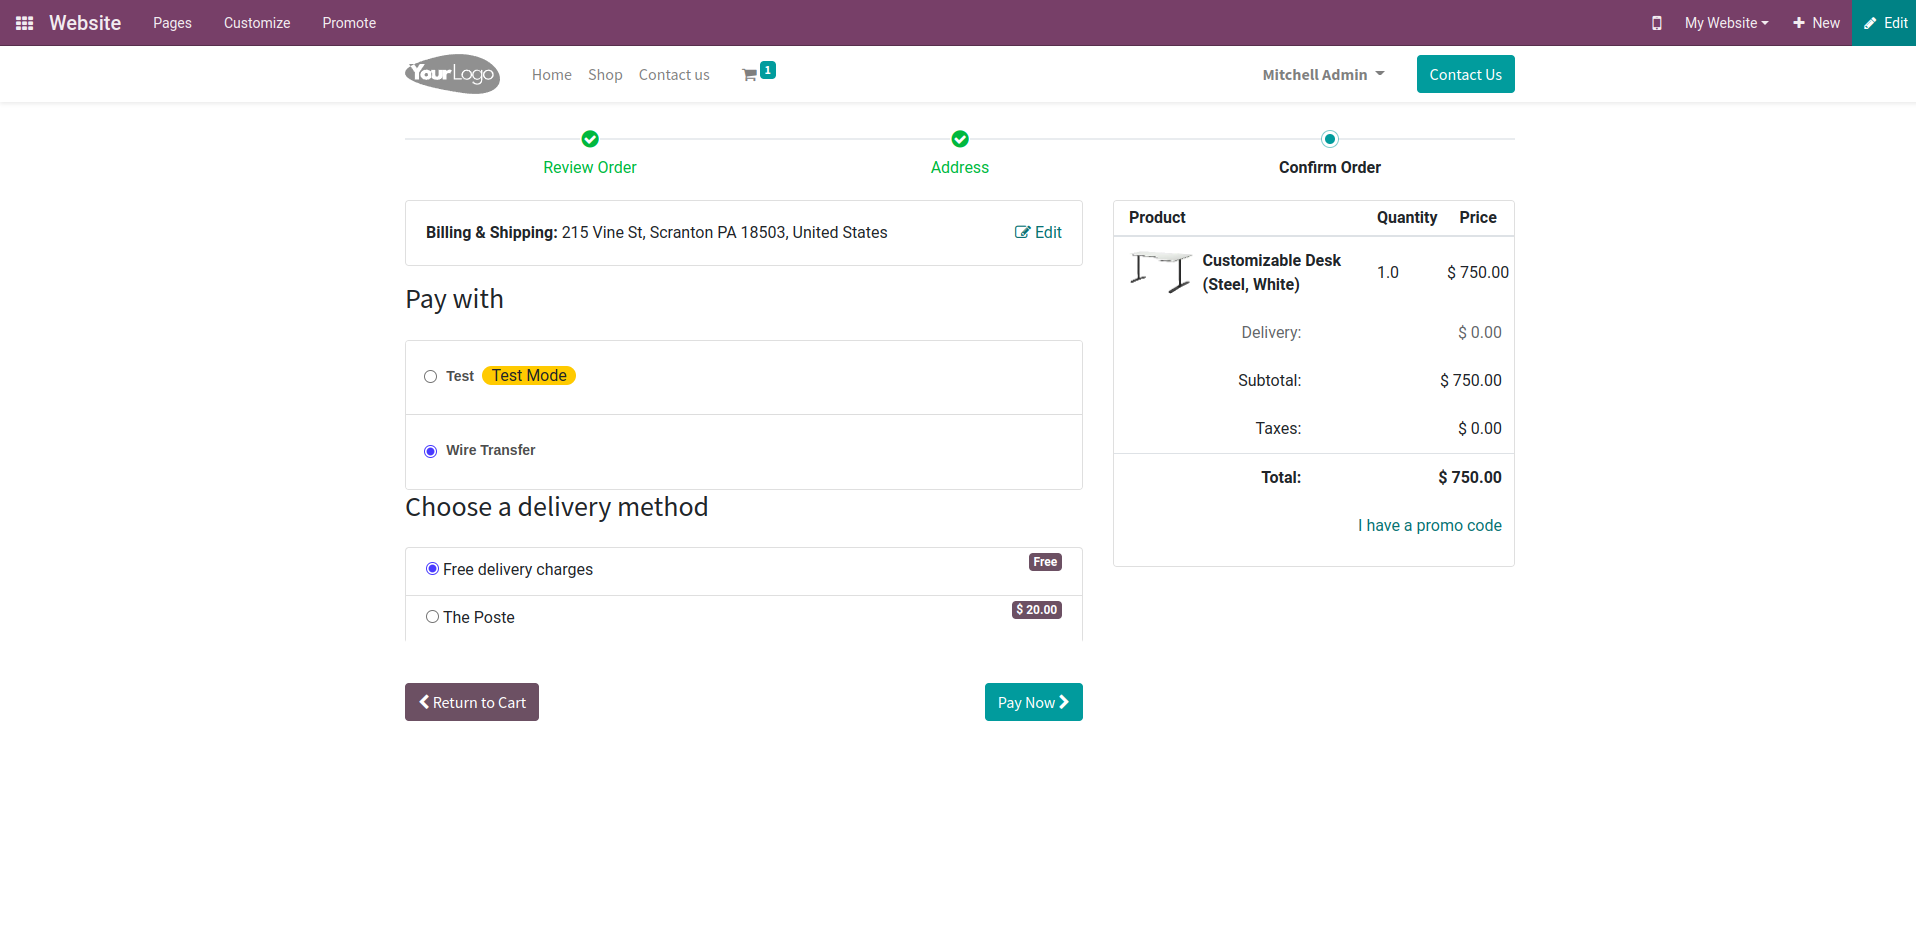 Website Pages Customize Promote My Website New Edit
YourLogo Home Shop Contact us 1 Mitchell Admin Contact Us
Review Order Address Confirm Order
Billing & Shipping: 215 Vine St, Scranton PA 18503, United States Edit
Pay with
Test Test Mode
Wire Transfer
Choose a delivery method
Free delivery charges Free
The Poste $ 20.00
Return to Cart Pay Now
Product Quantity Price
Customizable Desk
(Steel, White) 1.0 $ 750.00
Delivery: $ 0.00
Subtotal: $ 750.00
Taxes: $ 0.00
Total: $ 750.00
I have a promo code